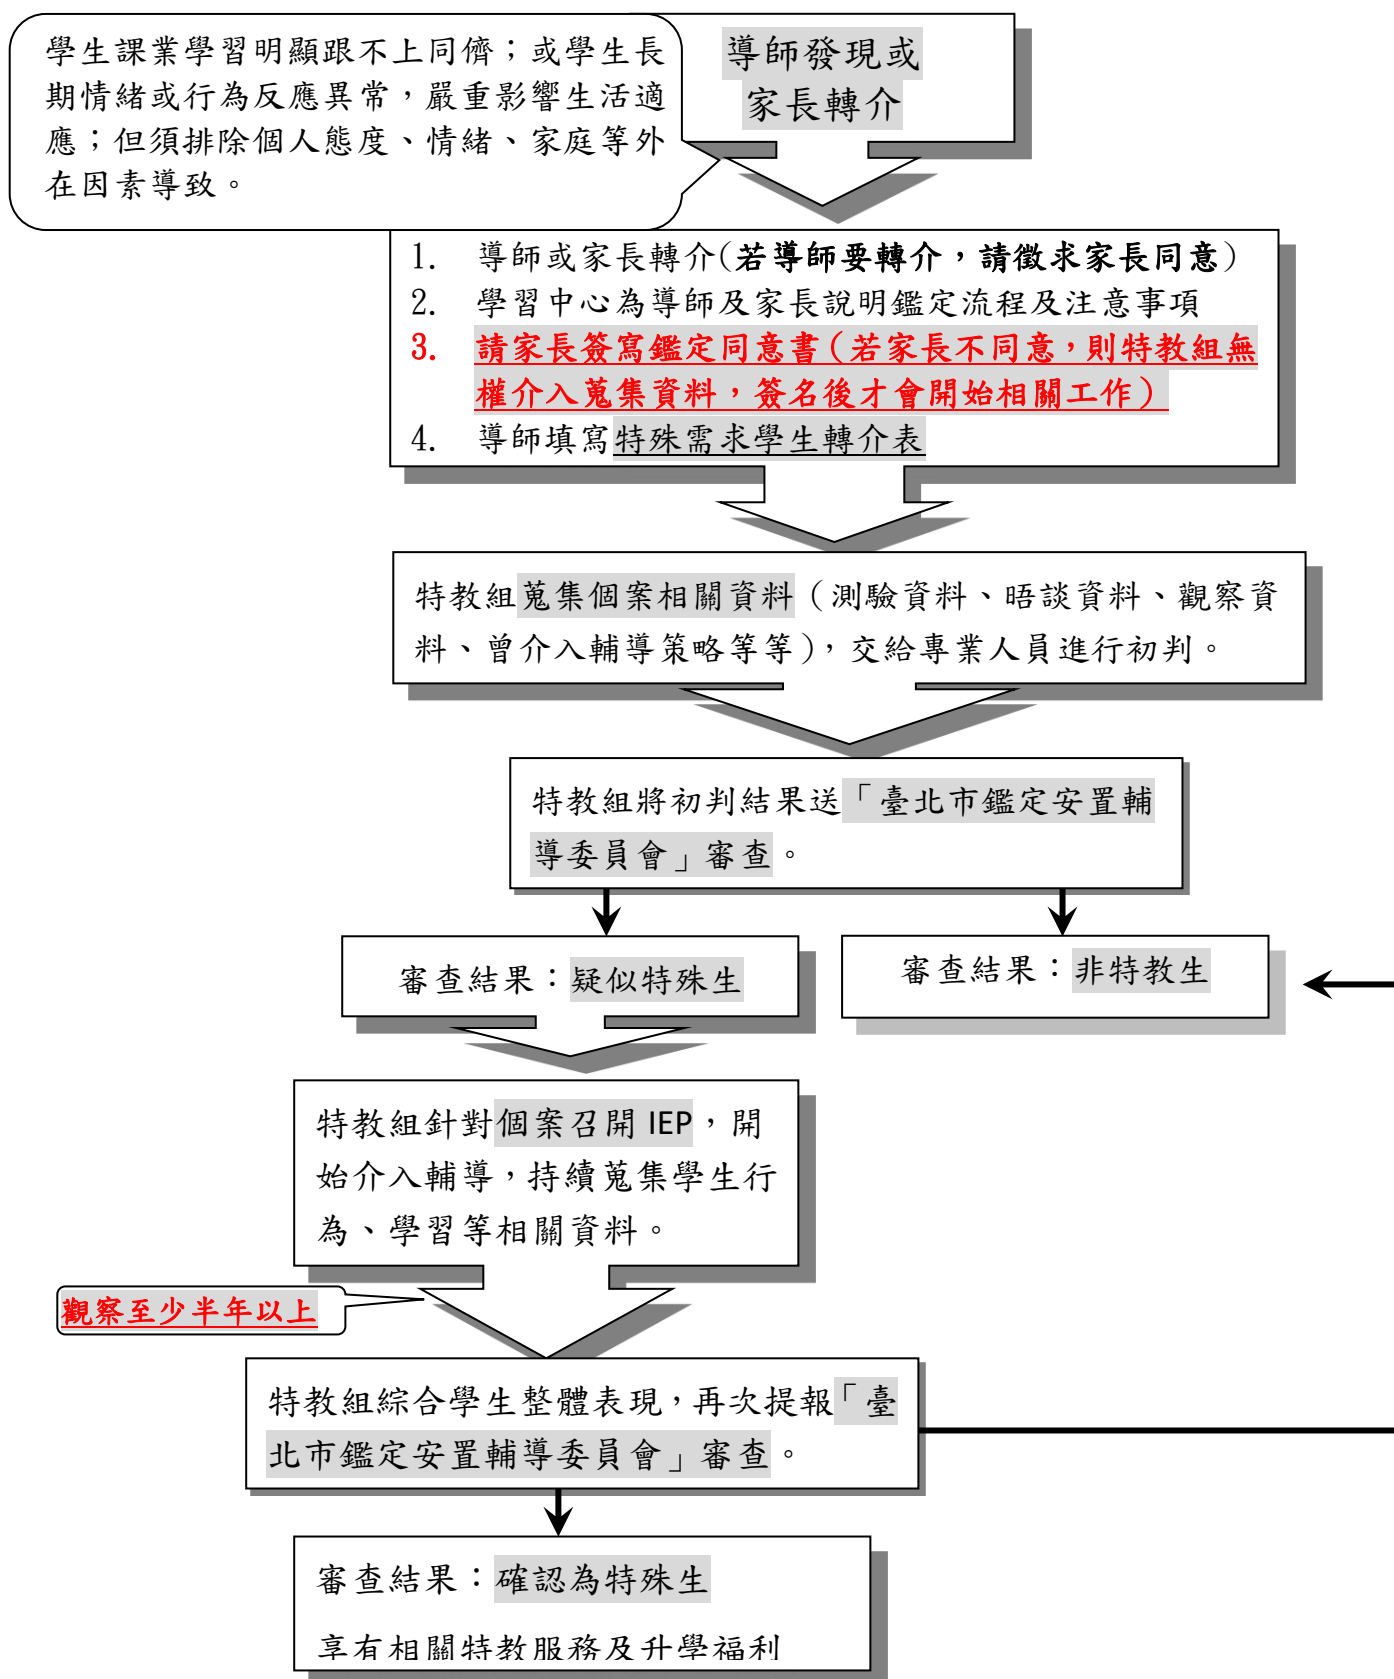 學生課業學習明顯跟不上同儕；或學生長
期情緒或行為反應異常，嚴重影響生活適
應；但須排除個人態度、情緒、家庭等外
在因素導致。
導師發現或
家長轉介
1. 導師或家長轉介(若導師要轉介，請徵求家長同意)
2. 學習中心為導師及家長說明鑑定流程及注意事項
3. 請家長簽寫鑑定同意書（若家長不同意，則特教組無
權介入蒐集資料，簽名後才會開始相關工作）
4. 導師填寫特殊需求學生轉介表
特教組蒐集個案相關資料（測驗資料、晤談資料、觀察資
料、曾介入輔導策略等等），交給專業人員進行初判。
特教組將初判結果送「臺北市鑑定安置輔
導委員會」審查。
審查結果：疑似特殊生
審查結果：非特教生
特教組針對個案召開 IEP，開
始介入輔導，持續蒐集學生行
為、學習等相關資料。
觀察至少半年以上
特教組綜合學生整體表現，再次提報「臺
北市鑑定安置輔導委員會」審查。
審查結果：確認為特殊生
享有相關特教服務及升學福利